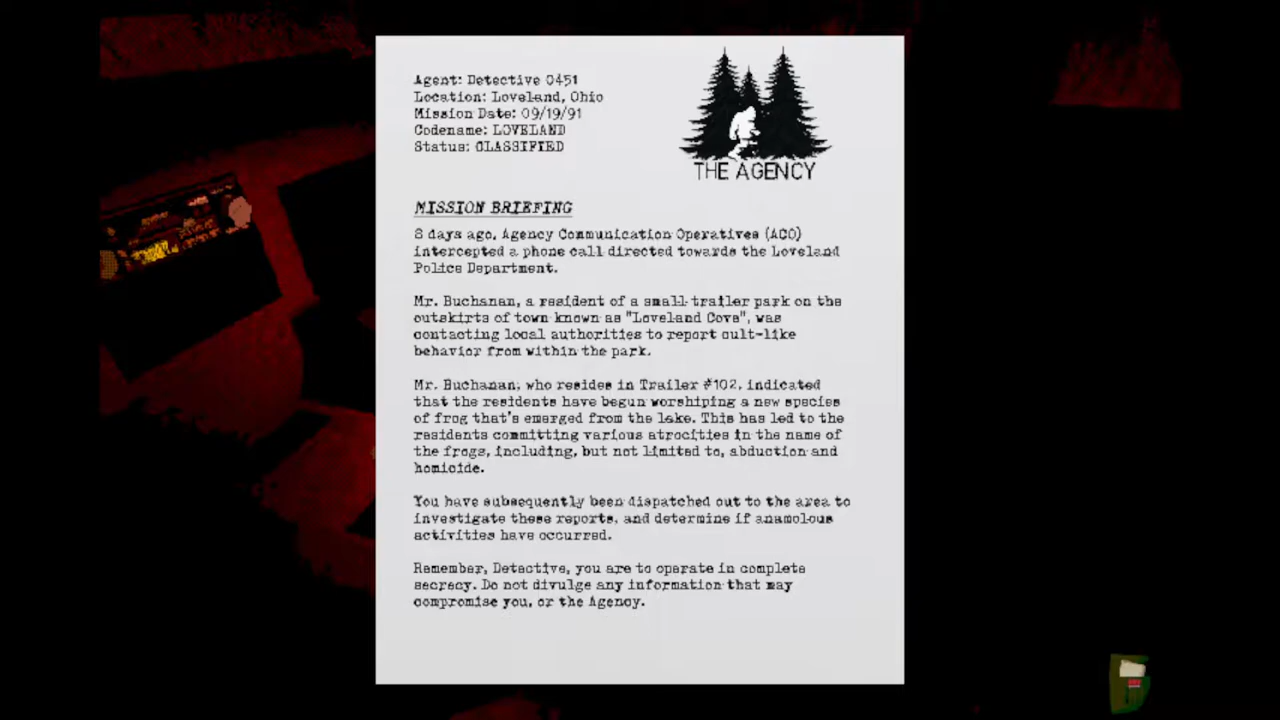 Agent: Detective 0451
Location: Loveland, Ohio
Mission Date: 09/19/91
Codename: LOVELAND
Status: CLASSIFIED
THE AGENCY
MISSION BRIEFING
8 days ago, Agency Communication Operatives (ACO)
intercepted a phone call directed towards the Loveland
Police Department.
Mr. Buchanan, a resident of a small trailer park on the
outskirts of town known as "Loveland Cove", was
contacting local authorities to report cult-like
behavior from within the park.
Mr. Buchanan, who resides in Trailer #102, indicated
that the residents have begun worshiping a new species
of frog that's emerged from the lake. This has led to the
residents committing various atrocities in the name of
the frogs, including, but not limited to, abduction and
homicide.
You have subsequently been dispatched out to the area to
investigate these reports, and determine if anamolous
activities have occurred.
Remember, Detective, you are to operate in complete
secrecy. Do not divulge any information that may
compromise you, or the Agency.